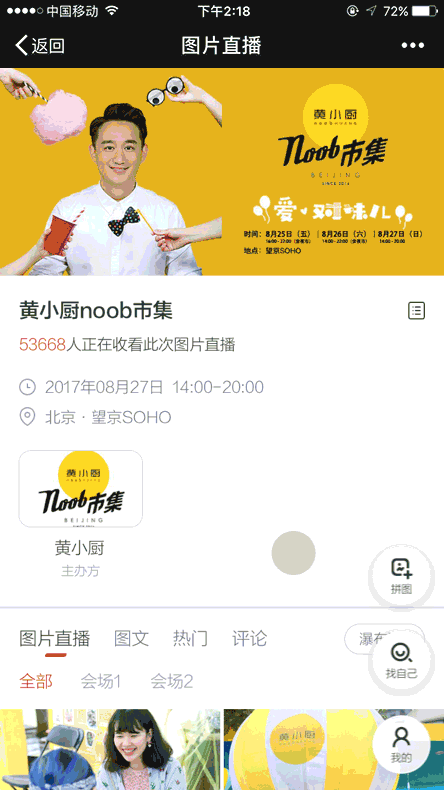 中国移动
下午2:18
72%
返回
图片直播
黄小厨
noob市集
BEIJING
SINCE 2014
爱·对味儿
时间：8月25日（五）｜8月26日（六）｜8月27日（日）
地点：望京SOHO
黄小厨noob市集
53668人正在收看此次图片直播
2017年08月27日 14:00-20:00
北京 · 望京SOHO
黄小厨
noob市集
BEIJING
黄小厨
主办方
拼图
图片直播 图文 热门 评论
瀑布
找自己
全部 会场1 会场2
黄小厨
我的